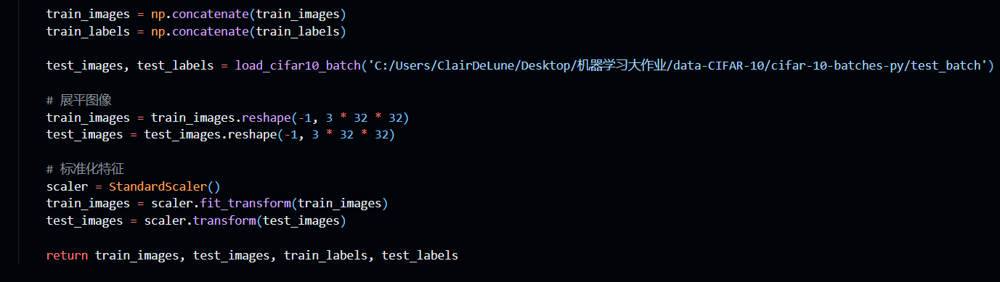 train_images = np.concatenate(train_images)
train_labels = np.concatenate(train_labels)
test_images, test_labels = load_cifar10_batch('C:/Users/ClairDeLune/Desktop/机器学习大作业/data-CIFAR-10/cifar-10-batches-py/test_batch')
# 展平图像
train_images = train_images.reshape(-1, 3 * 32 * 32)
test_images = test_images.reshape(-1, 3 * 32 * 32)
# 标准化特征
scaler = StandardScaler()
train_images = scaler.fit_transform(train_images)
test_images = scaler.transform(test_images)
return train_images, test_images, train_labels, test_labels